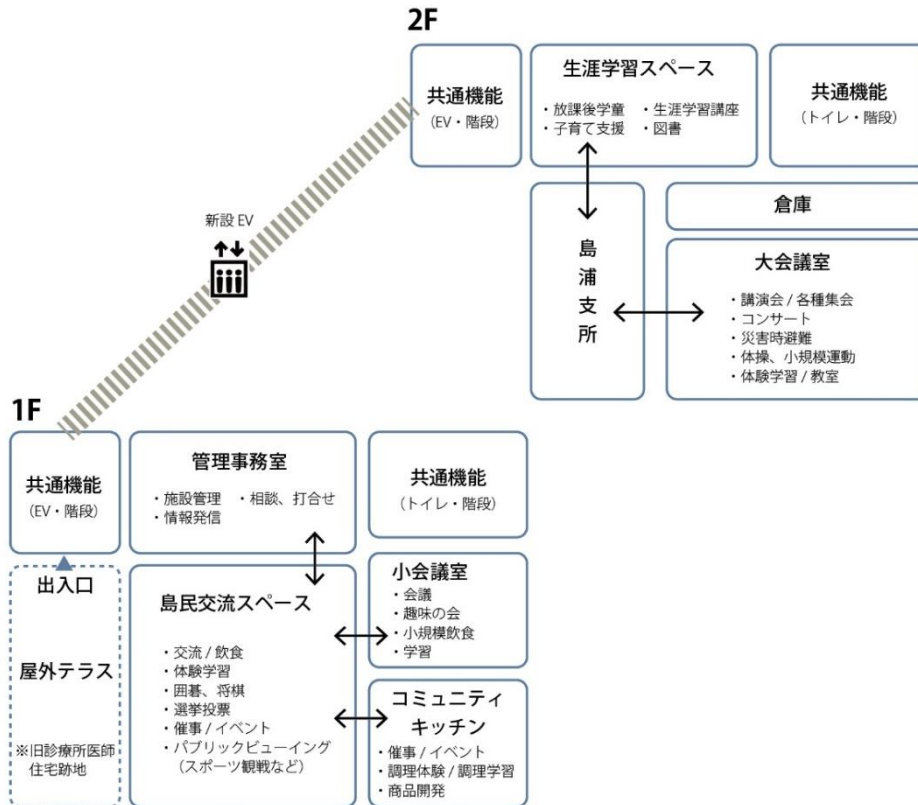 2F
共通機能
(EV・階段)
生涯学習スペース
・放課後学童 ・生涯学習講座
・子育て支援 ・図書
共通機能
(トイレ・階段)
新設 EV
島浦支所
倉庫
大会議室
・講演会 / 各種集会
・コンサート
・災害時避難
・体操、小規模運動
・体験学習 / 教室
1F
共通機能
(EV・階段)
管理事務室
・施設管理 ・相談、打合せ
・情報発信
共通機能
(トイレ・階段)
出入口
屋外テラス
※旧診療所医師
住宅跡地
島民交流スペース
・交流 / 飲食
・体験学習
・囲碁、将棋
・選挙投票
・催事 / イベント
・パブリックビューイング
(スポーツ観戦など)
小会議室
・会議
・趣味の会
・小規模飲食
・学習
コミュニティ
キッチン
・催事 / イベント
・調理体験 / 調理学習
・商品開発